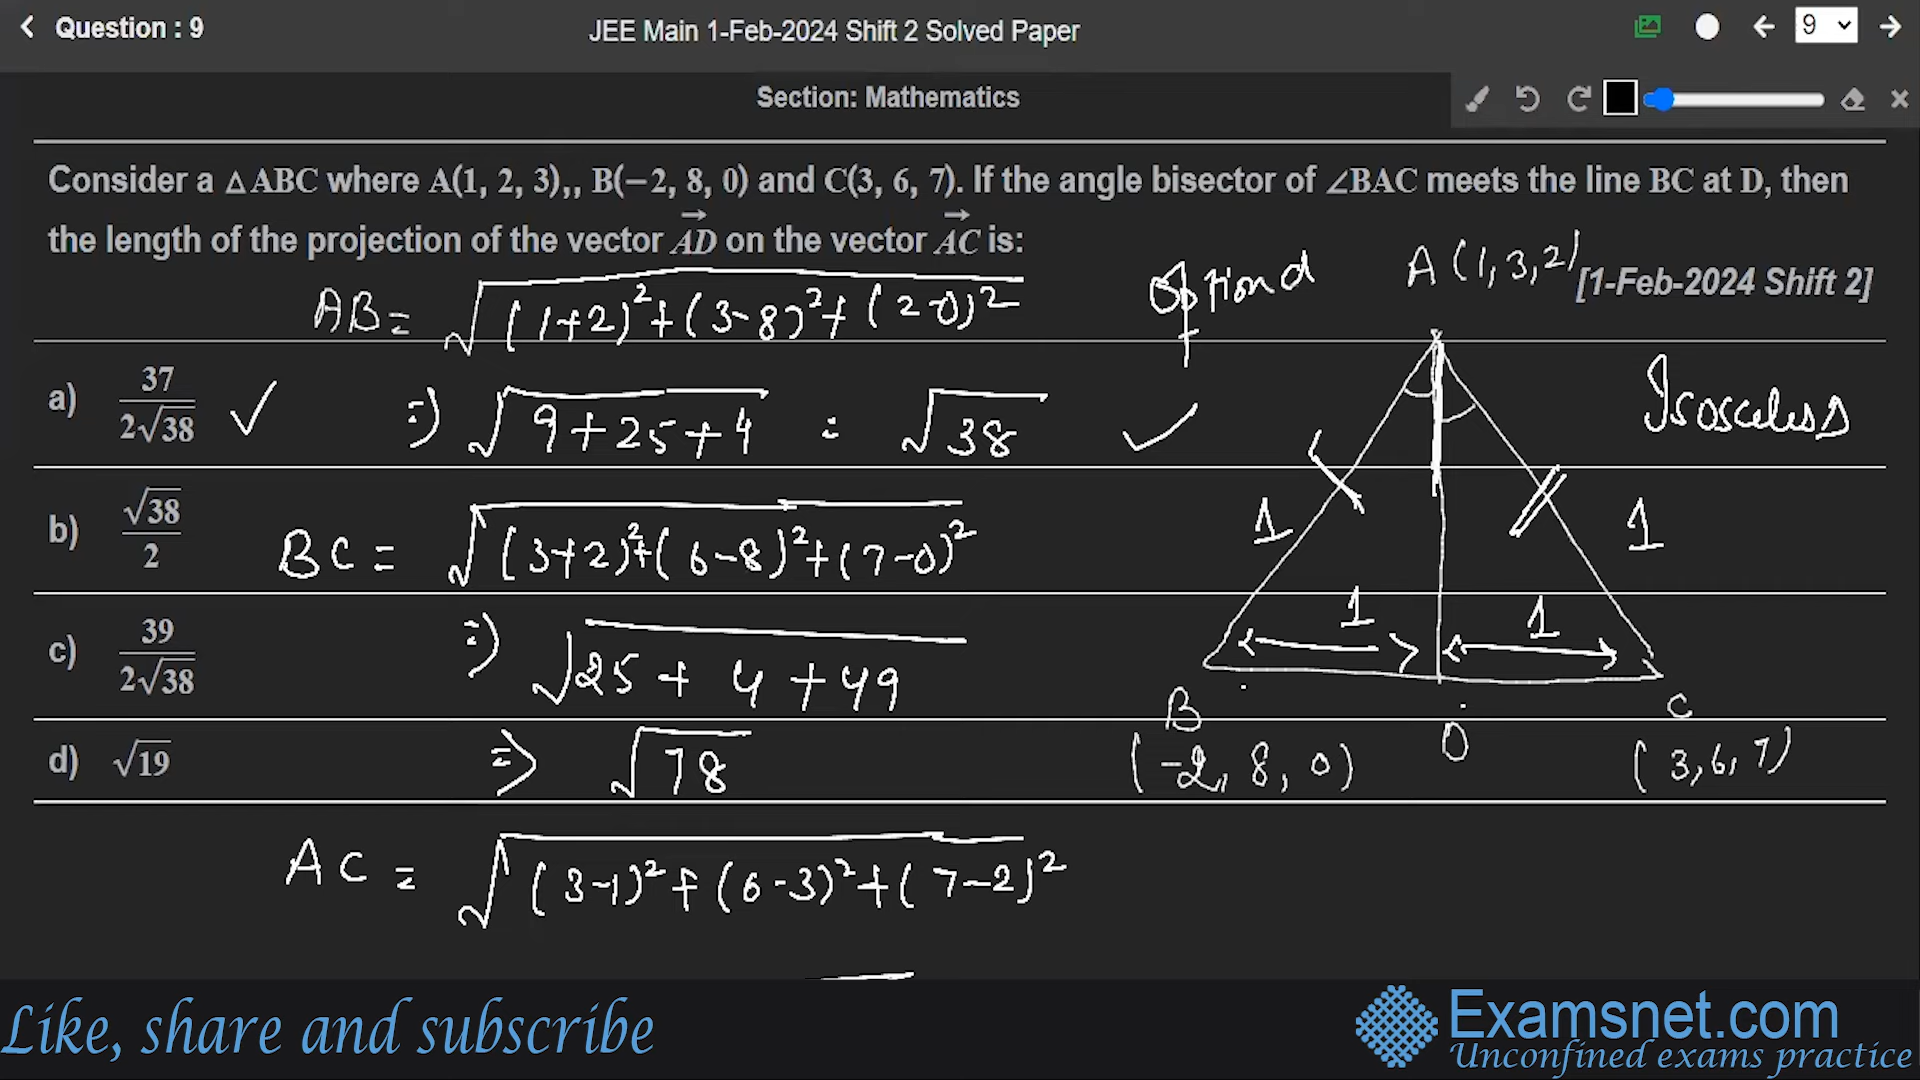 Question : 9
JEE Main 1-Feb-2024 Shift 2 Solved Paper
9
Section: Mathematics
Consider a △ABC where A(1, 2, 3),, B(−2, 8, 0) and C(3, 6, 7). If the angle bisector of ∠BAC meets the line BC at D, then
the length of the projection of the vector AD⃗ on the vector AC⃗ is:
[1-Feb-2024 Shift 2]
AB = √((1+2)²+(3-8)²+(2-0)²
Option d
A(1,3,2)
a) 37/(2√38) ✓
⇒) √(9+25+4) = √38 ✓
Isosceles Δ
b) √38/2
BC = √((3+2)²+(6-8)²+(7-0)²
1
1
c) 39/(2√38)
⇒) √(25+4+49)
1
1
B
D
C
d) √19
⇒) √78
(-2, 8, 0)
(3,6,7)
AC = √((3-1)²+(6-3)²+(7-2)²
Like, share and subscribe
Examsnet.com
Unconfined exams practice